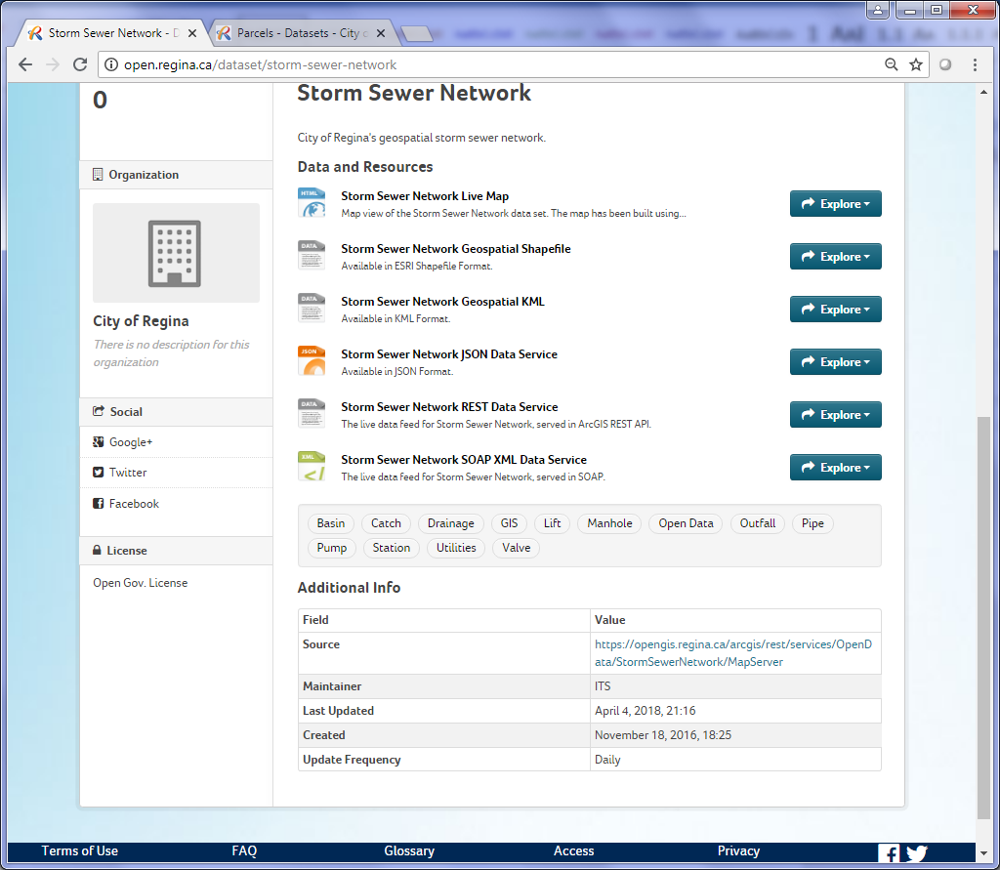 Storm Sewer Network - D
Parcels - Datasets - City o
open.regina.ca/dataset/storm-sewer-network
0
Organization
City of Regina
There is no description for this
organization
Social
Google+
Twitter
Facebook
License
Open Gov. License
Storm Sewer Network
City of Regina's geospatial storm sewer network.
Data and Resources
HTML
Storm Sewer Network Live Map
Map view of the Storm Sewer Network data set. The map has been built using...
Explore
DATA
Storm Sewer Network Geospatial Shapefile
Available in ESRI Shapefile Format.
Explore
DATA
Storm Sewer Network Geospatial KML
Available in KML Format.
Explore
JSON
Storm Sewer Network JSON Data Service
Available in JSON Format.
Explore
DATA
Storm Sewer Network REST Data Service
The live data feed for Storm Sewer Network, served in ArcGIS REST API.
Explore
XML
Storm Sewer Network SOAP XML Data Service
The live data feed for Storm Sewer Network, served in SOAP.
Explore
Basin Catch Drainage GIS Lift Manhole Open Data Outfall Pipe
Pump Station Utilities Valve
Additional Info
Field Value
Source https://opengis.regina.ca/arcgis/rest/services/OpenD
ata/StormSewerNetwork/MapServer
Maintainer ITS
Last Updated April 4, 2018, 21:16
Created November 18, 2016, 18:25
Update Frequency Daily
Terms of Use FAQ Glossary Access Privacy